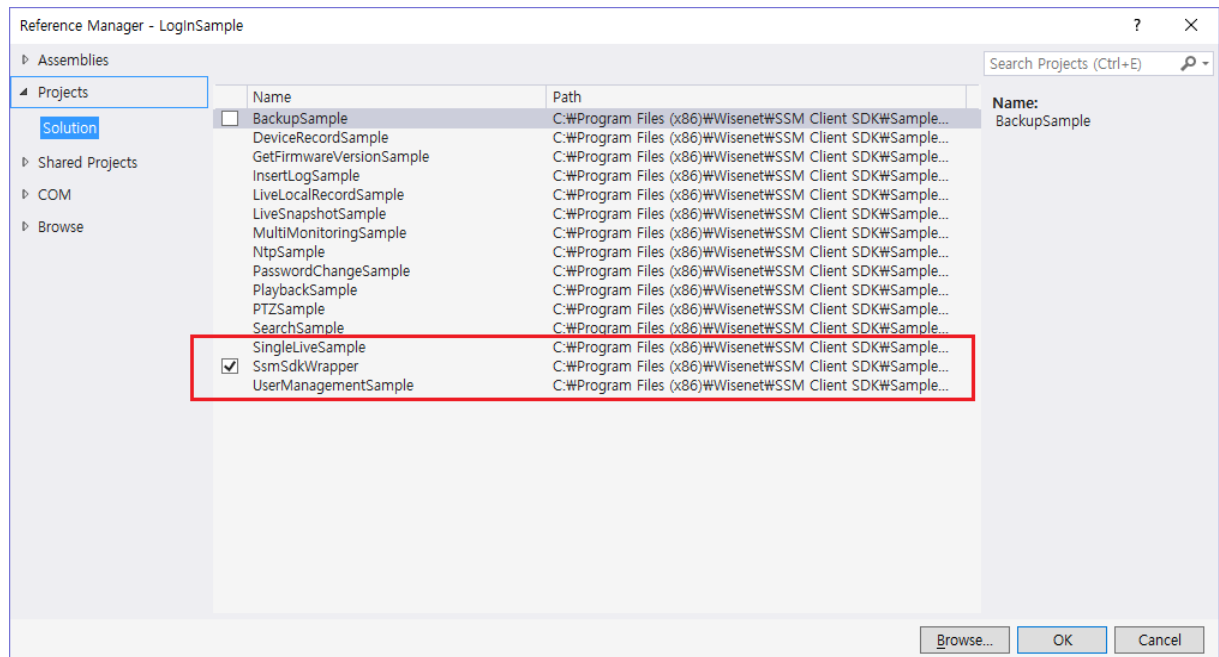 Reference Manager - LogInSample ? ×
Assemblies
Projects
Solution
Shared Projects
COM
Browse
Name Path
BackupSample C:₩Program Files (x86)₩Wisenet₩SSM Client SDK₩Sample...
DeviceRecordSample C:₩Program Files (x86)₩Wisenet₩SSM Client SDK₩Sample...
GetFirmwareVersionSample C:₩Program Files (x86)₩Wisenet₩SSM Client SDK₩Sample...
InsertLogSample C:₩Program Files (x86)₩Wisenet₩SSM Client SDK₩Sample...
LiveLocalRecordSample C:₩Program Files (x86)₩Wisenet₩SSM Client SDK₩Sample...
LiveSnapshotSample C:₩Program Files (x86)₩Wisenet₩SSM Client SDK₩Sample...
MultiMonitoringSample C:₩Program Files (x86)₩Wisenet₩SSM Client SDK₩Sample...
NtpSample C:₩Program Files (x86)₩Wisenet₩SSM Client SDK₩Sample...
PasswordChangeSample C:₩Program Files (x86)₩Wisenet₩SSM Client SDK₩Sample...
PlaybackSample C:₩Program Files (x86)₩Wisenet₩SSM Client SDK₩Sample...
PTZSample C:₩Program Files (x86)₩Wisenet₩SSM Client SDK₩Sample...
SearchSample C:₩Program Files (x86)₩Wisenet₩SSM Client SDK₩Sample...
SingleLiveSample C:₩Program Files (x86)₩Wisenet₩SSM Client SDK₩Sample...
SsmSdkWrapper C:₩Program Files (x86)₩Wisenet₩SSM Client SDK₩Sample...
UserManagementSample C:₩Program Files (x86)₩Wisenet₩SSM Client SDK₩Sample...
Search Projects (Ctrl+E)
Name:
BackupSample
Browse... OK Cancel